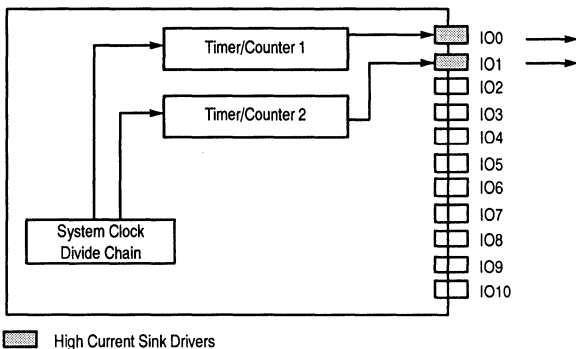 Timer/Counter 1
Timer/Counter 2
System Clock
Divide Chain
IO0
IO1
IO2
IO3
IO4
IO5
IO6
IO7
IO8
IO9
IO10
High Current Sink Drivers